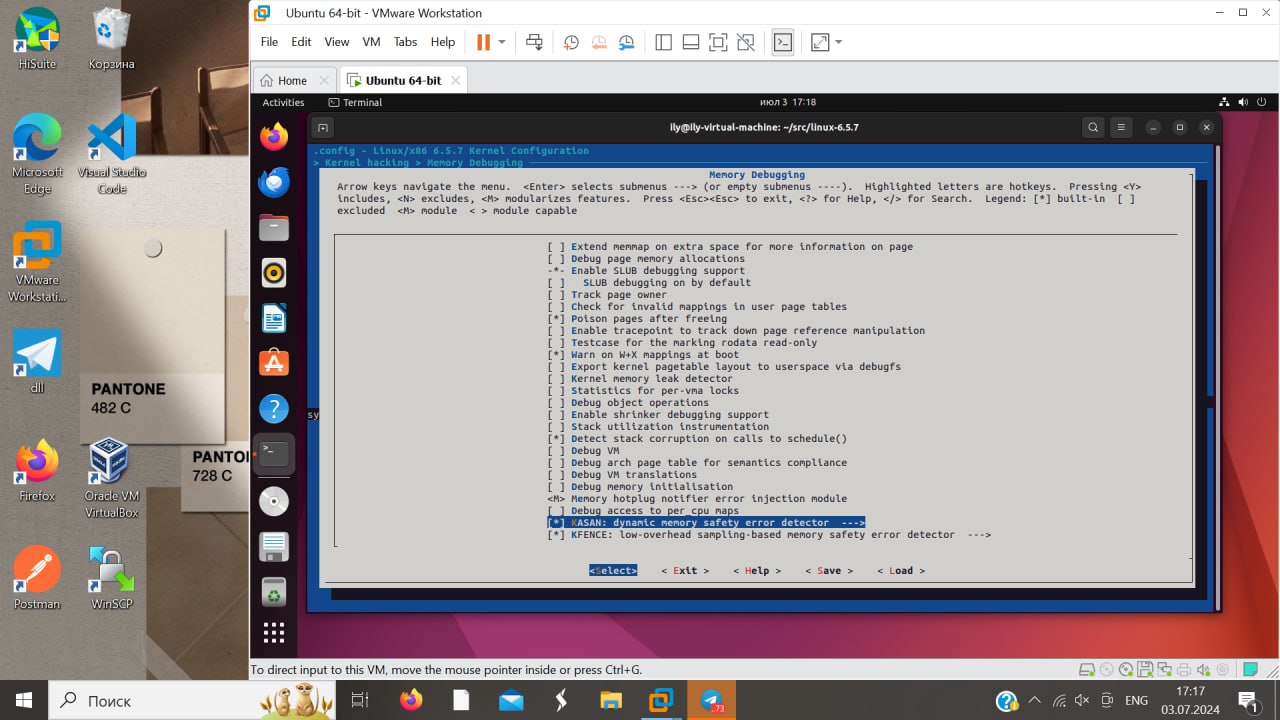 Ubuntu 64-bit - VMware Workstation
File Edit View VM Tabs Help
Home
Ubuntu 64-bit
Activities
Terminal
июл 3 17:18
ily@ily-virtual-machine: ~/src/linux-6.5.7
.config - Linux/x86 6.5.7 Kernel Configuration
> Kernel hacking > Memory Debugging
Memory Debugging
Arrow keys navigate the menu. <Enter> selects submenus ---> (or empty submenus ----). Highlighted letters are hotkeys. Pressing <Y>
includes, <N> excludes, <M> modularizes features. Press <Esc><Esc> to exit, <?> for Help, </> for Search. Legend: [*] built-in [ ]
excluded <M> module < > module capable
[ ] Extend memmap on extra space for more information on page
[ ] Debug page memory allocations
-*- Enable SLUB debugging support
[ ] SLUB debugging on by default
[ ] Track page owner
[ ] Check for invalid mappings in user page tables
[*] Poison pages after freeing
[ ] Enable tracepoint to track down page reference manipulation
[ ] Testcase for the marking rodata read-only
[*] Warn on W+X mappings at boot
[ ] Export kernel pagetable layout to userspace via debugfs
[ ] Kernel memory leak detector
[ ] Statistics for per-vma locks
[ ] Debug object operations
[ ] Enable shrinker debugging support
[ ] Stack utilization instrumentation
[*] Detect stack corruption on calls to schedule()
[ ] Debug VM
[ ] Debug arch page table for semantics compliance
[ ] Debug VM translations
[ ] Debug memory initialisation
<M> Memory hotplug notifier error injection module
[ ] Debug access to per_cpu maps
[*] KASAN: dynamic memory safety error detector --->
[*] KFENCE: low-overhead sampling-based memory safety error detector --->
<Select> < Exit > < Help > < Save > < Load >
sy
To direct input to this VM, move the mouse pointer inside or press Ctrl+G.
HiSuite
Корзина
Microsoft
Edge
Visual Studio
Code
VMware
Workstati...
dll
Firefox
Oracle VM
VirtualBox
Postman
WinSCP
PANTONE
482 C
PANTO
728 C
Поиск
73
ENG
17:17
03.07.2024
1